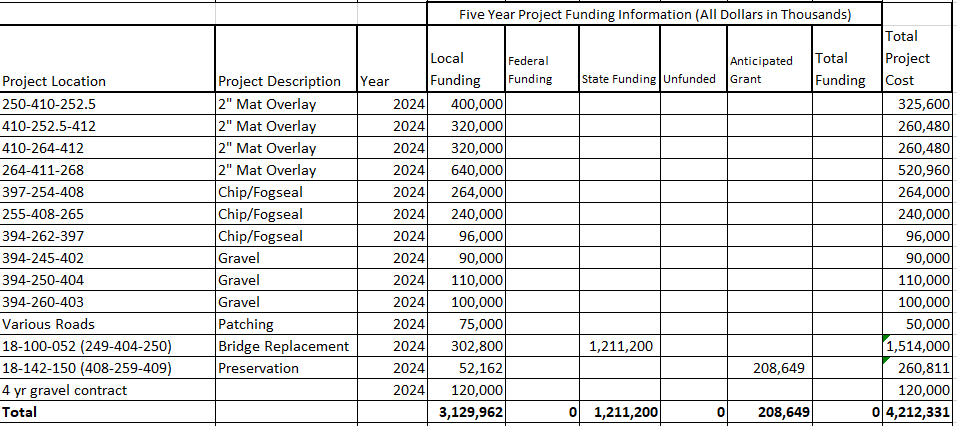 Five Year Project Funding Information (All Dollars in Thousands)
Project Location Project Description Year Local Funding Federal Funding State Funding Unfunded Anticipated Grant Total Funding Total Project Cost
250-410-252.5 2" Mat Overlay 2024 400,000 325,600
410-252.5-412 2" Mat Overlay 2024 320,000 260,480
410-264-412 2" Mat Overlay 2024 320,000 260,480
264-411-268 2" Mat Overlay 2024 640,000 520,960
397-254-408 Chip/Fogseal 2024 264,000 264,000
255-408-265 Chip/Fogseal 2024 240,000 240,000
394-262-397 Chip/Fogseal 2024 96,000 96,000
394-245-402 Gravel 2024 90,000 90,000
394-250-404 Gravel 2024 110,000 110,000
394-260-403 Gravel 2024 100,000 100,000
Various Roads Patching 2024 75,000 50,000
18-100-052 (249-404-250) Bridge Replacement 2024 302,800 1,211,200 1,514,000
18-142-150 (408-259-409) Preservation 2024 52,162 208,649 260,811
4 yr gravel contract 2024 120,000 120,000
Total 3,129,962 0 1,211,200 0 208,649 0 4,212,331